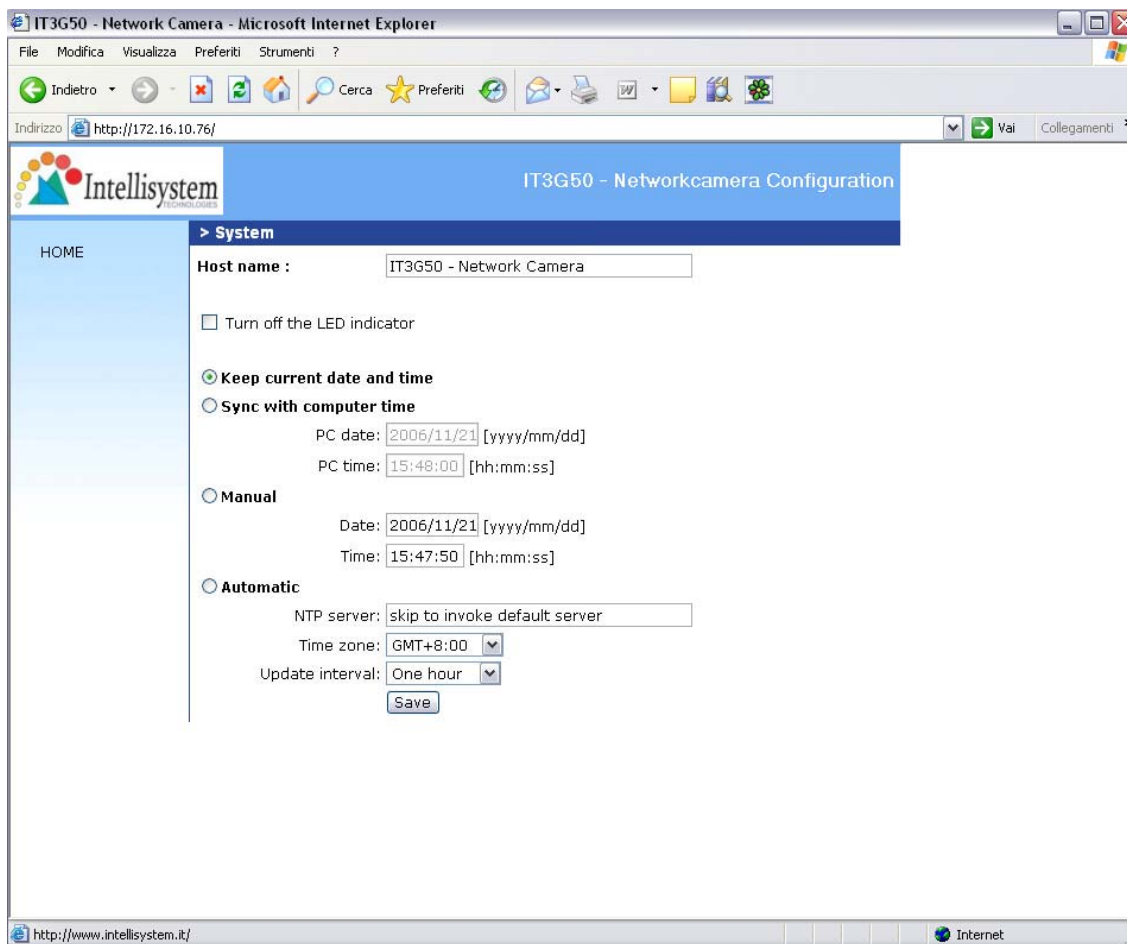 IT3G50 - Network Camera - Microsoft Internet Explorer
File Modifica Visualizza Preferiti Strumenti ?
Indietro Cerca Preferiti
Indirizzo http://172.16.10.76/ Vai Collegamenti
Intellisystem
TECHNOLOGIES
IT3G50 - Networkcamera Configuration
HOME
> System
Host name : IT3G50 - Network Camera
Turn off the LED indicator
Keep current date and time
Sync with computer time
PC date: 2006/11/21 [yyyy/mm/dd]
PC time: 15:48:00 [hh:mm:ss]
Manual
Date: 2006/11/21 [yyyy/mm/dd]
Time: 15:47:50 [hh:mm:ss]
Automatic
NTP server: skip to invoke default server
Time zone: GMT+8:00
Update interval: One hour
Save
http://www.intellisystem.it/ Internet